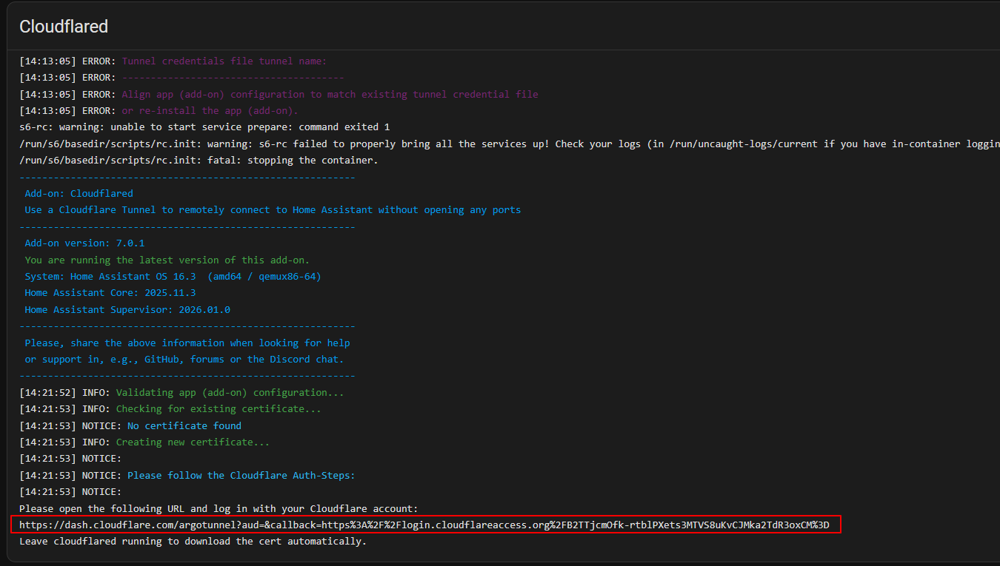 Cloudflared
[14:13:05] ERROR: Tunnel credentials file tunnel name:
[14:13:05] ERROR: ---------------------------------------
[14:13:05] ERROR: Align app (add-on) configuration to match existing tunnel credential file
[14:13:05] ERROR: or re-install the app (add-on).
s6-rc: warning: unable to start service prepare: command exited 1
/run/s6/basedir/scripts/rc.init: warning: s6-rc failed to properly bring all the services up! Check your logs (in /run/uncaught-logs/current if you have in-container loggin
/run/s6/basedir/scripts/rc.init: fatal: stopping the container.
-----------------------------------------------------------
Add-on: Cloudflared
Use a Cloudflare Tunnel to remotely connect to Home Assistant without opening any ports
-----------------------------------------------------------
Add-on version: 7.0.1
You are running the latest version of this add-on.
System: Home Assistant OS 16.3  (amd64 / qemux86-64)
Home Assistant Core: 2025.11.3
Home Assistant Supervisor: 2026.01.0
-----------------------------------------------------------
Please, share the above information when looking for help
or support in, e.g., GitHub, forums or the Discord chat.
-----------------------------------------------------------
[14:21:52] INFO: Validating app (add-on) configuration...
[14:21:53] INFO: Checking for existing certificate...
[14:21:53] NOTICE: No certificate found
[14:21:53] INFO: Creating new certificate...
[14:21:53] NOTICE:
[14:21:53] NOTICE: Please follow the Cloudflare Auth-Steps:
[14:21:53] NOTICE:
Please open the following URL and log in with your Cloudflare account:
https://dash.cloudflare.com/argotunnel?aud=&callback=https%3A%2F%2Flogin.cloudflareaccess.org%2FB2TTjcmOfk-rtblPXets3MTVS8uKvCJMka2TdR3oxCM%3D
Leave cloudflared running to download the cert automatically.